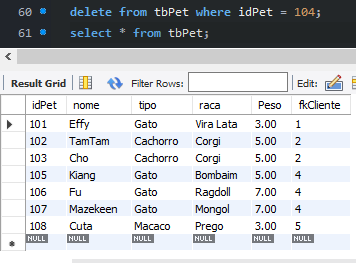 60 delete from tbPet where idPet = 104;
61 select * from tbPet;
Result Grid Filter Rows: Edit:
idPet nome tipo raca Peso fkCliente
101 Effy Gato Vira Lata 3.00 1
102 TamTam Cachorro Corgi 5.00 2
103 Cho Cachorro Corgi 5.00 2
105 Kiang Gato Bombaim 5.00 4
106 Fu Gato Ragdoll 7.00 4
107 Mazekeen Gato Mongol 7.00 4
108 Cuta Macaco Prego 3.00 5
NULL NULL NULL NULL NULL NULL